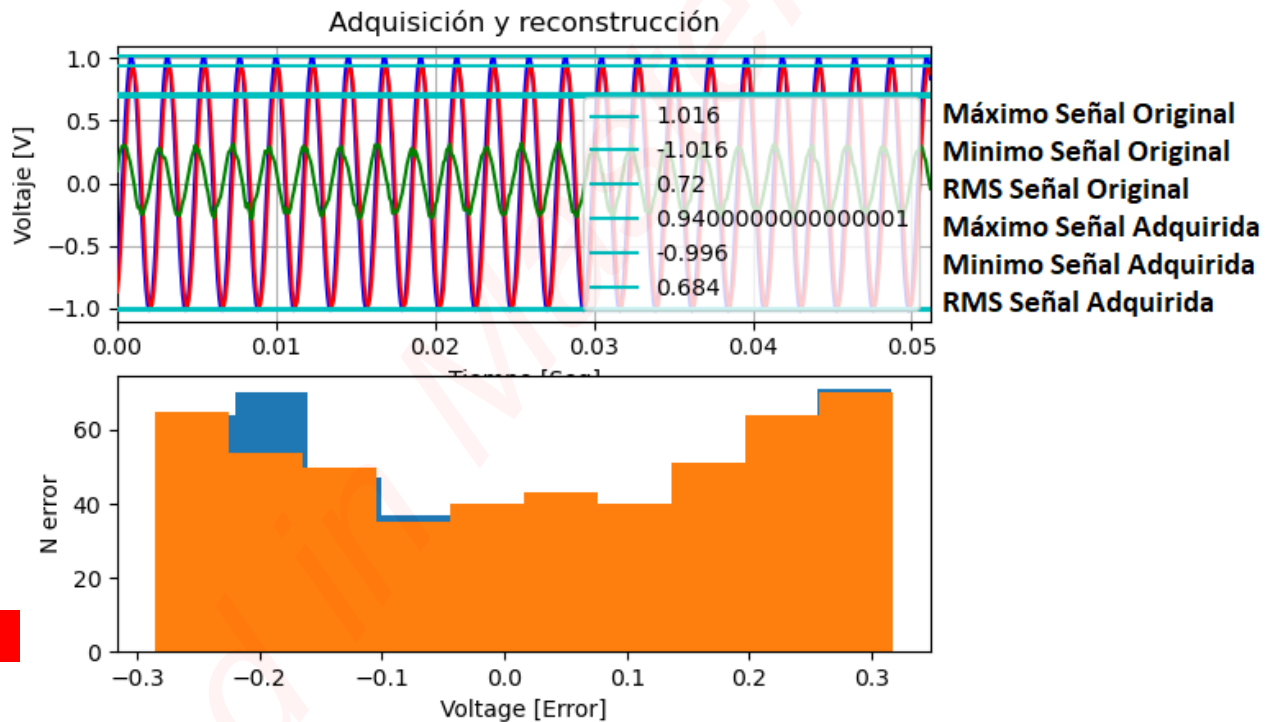 Adquisición y reconstrucción
1.0
0.5
0.0
−0.5
−1.0
Voltaje [V]
1.016
-1.016
0.72
0.9400000000000001
-0.996
0.684
Máximo Señal Original
Minimo Señal Original
RMS Señal Original
Máximo Señal Adquirida
Minimo Señal Adquirida
RMS Señal Adquirida
0.00 0.01 0.02 0.03 0.04 0.05
Tiempo [Seg]
60
40
20
0
N error
−0.3 −0.2 −0.1 0.0 0.1 0.2 0.3
Voltage [Error]